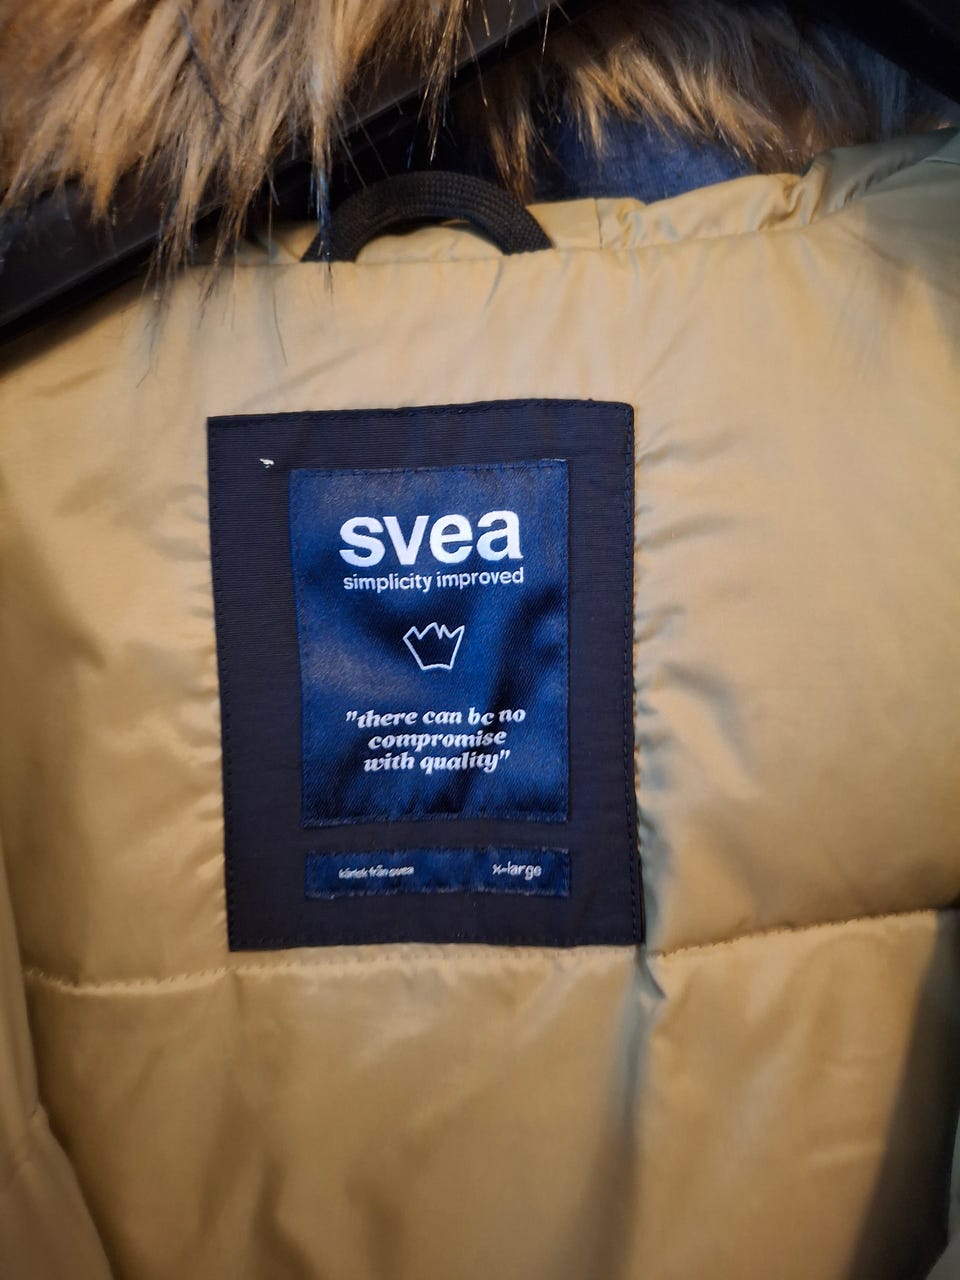 svea
simplicity improved
"there can be no
compromise
with quality"
kärlek från svea
x-large